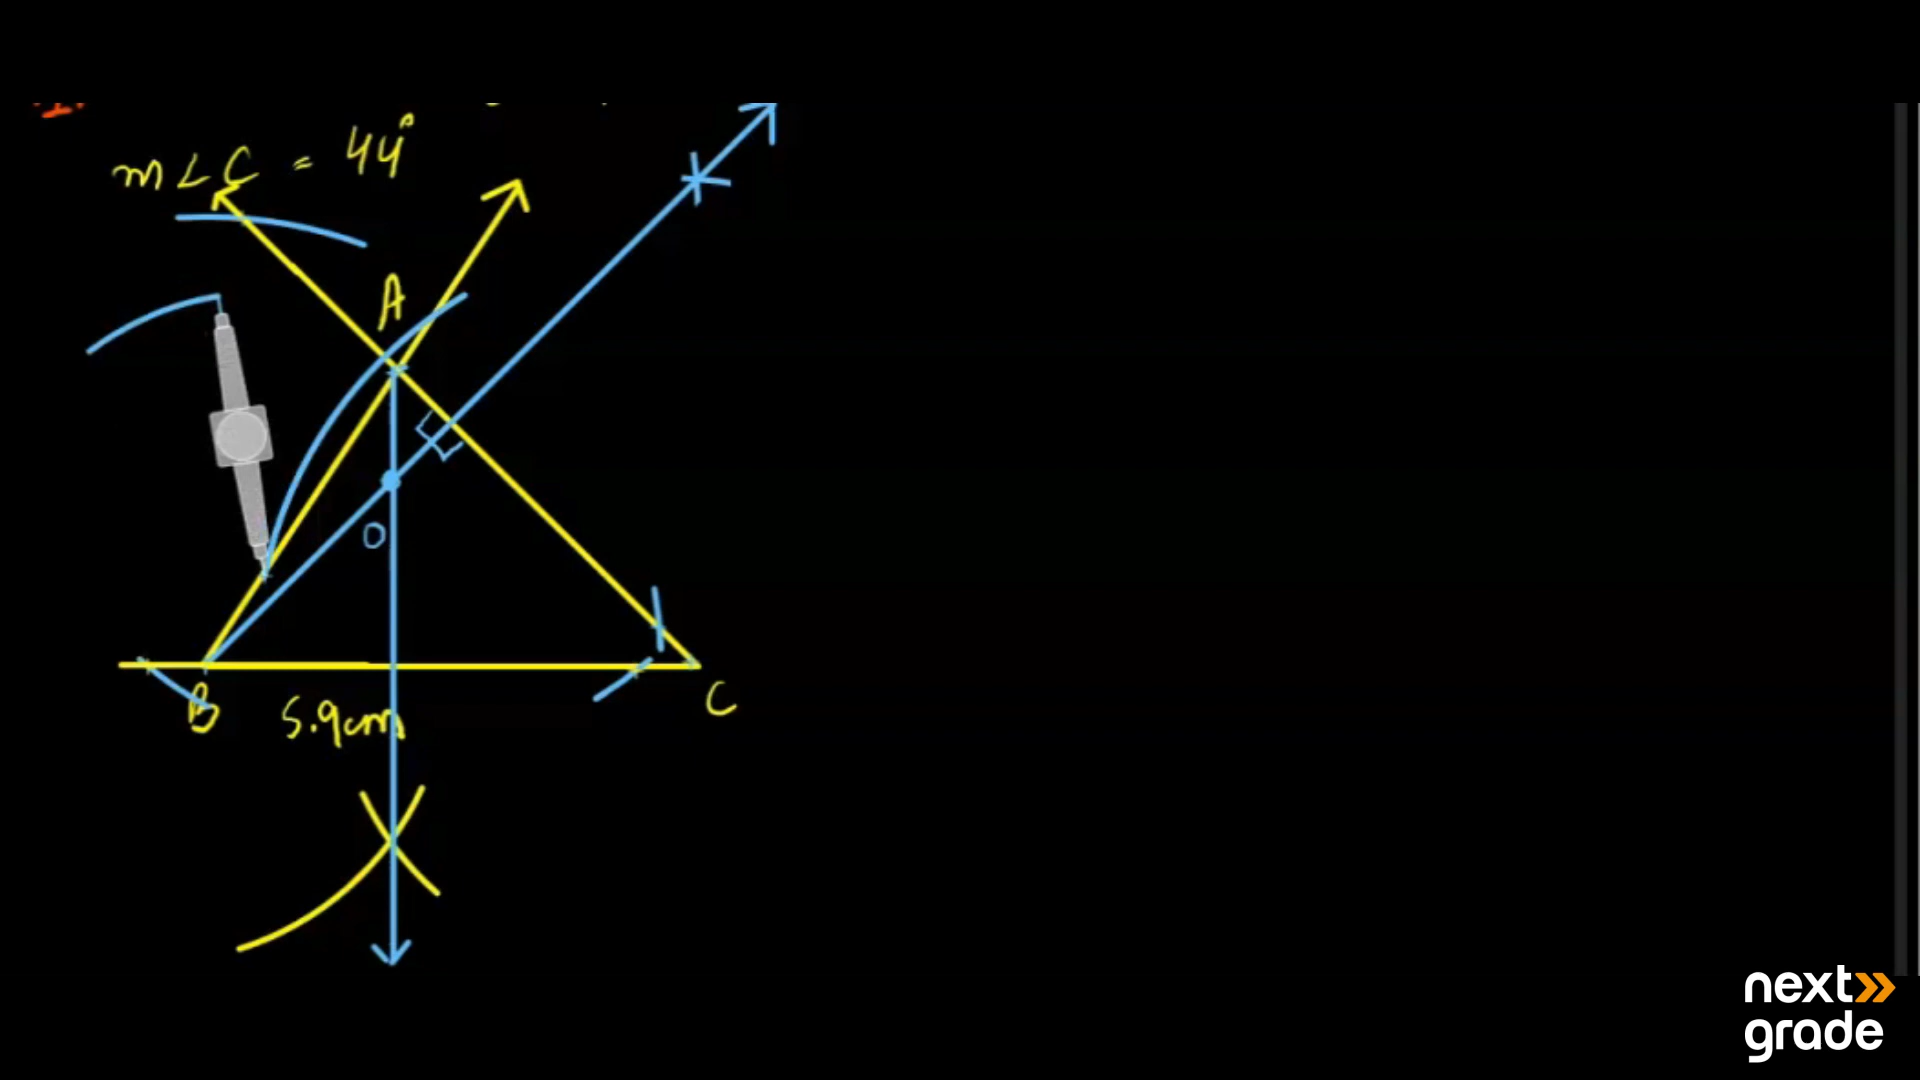 m∠C = 44°
A
O
B 5.9cm C
next
grade